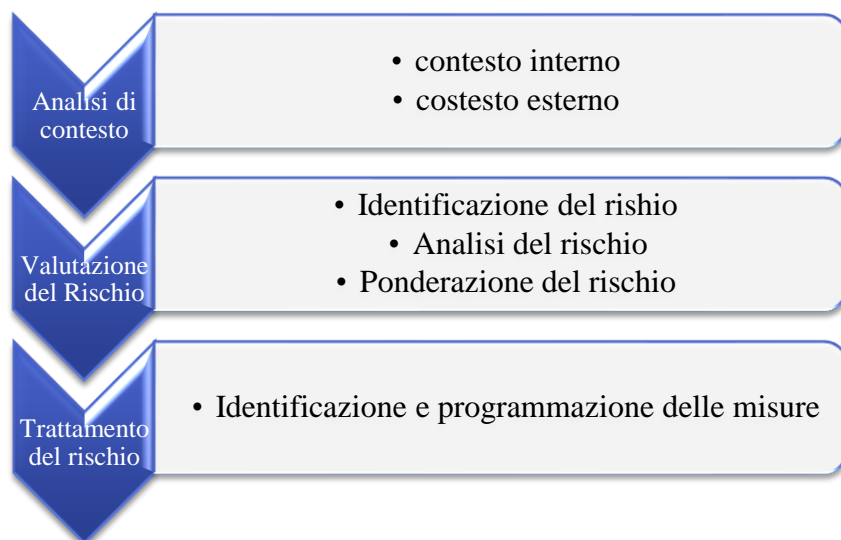 Analisi di
contesto
• contesto interno
• costesto esterno
Valutazione
del Rischio
• Identificazione del rishio
• Analisi del rischio
• Ponderazione del rischio
Trattamento
del rischio
• Identificazione e programmazione delle misure